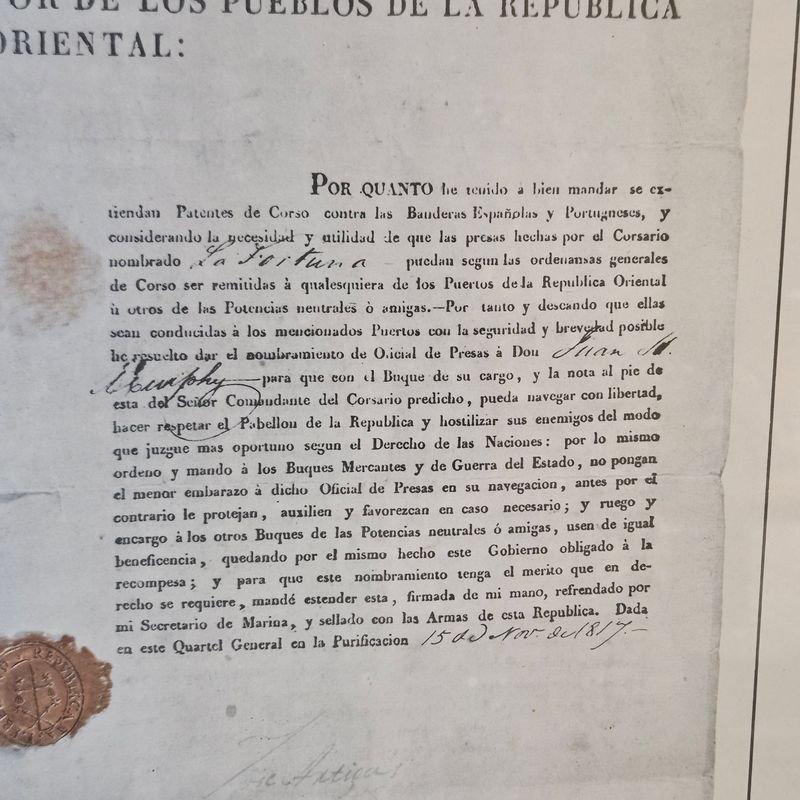 OR DE LOS PUEBLOS DE LA REPUBLICA
ORIENTAL:
POR QUANTO he tenido a bien mandar se ex-
tiendan Patentes de Corso contra las Banderas Españolas y Portugueses, y
considerando la necesidad y utilidad de que las presas hechas por el Corsario
nombrado La Fortuna puedan segun las ordenansas generales
de Corso ser remitidas à qualesquiera de los Puertos de la Republica Oriental
ù otros de las Potencias neutrales ò amigas.—Por tanto y descando que ellas
sean conducidas à los mencionados Puertos con la seguridad y brevedad posible
he resuelto dar el nombramiento de Oficial de Presas à Don Juan M.
Murphy para que con el Buque de su cargo, y la nota al pie de
esta del Señor Comandante del Corsario predicho, pueda navegar con libertad,
hacer respetar el Pabellon de la Republica y hostilizar sus enemigos del modo
que juzgue mas oportuno segun el Derecho de las Naciones: por lo mismo
ordeno y mando à los Buques Mercantes y de Guerra del Estado, no pongan
el menor embarazo à dicho Oficial de Presas en su navegacion, antes por el
contrario le protejan, auxilien y favorezcan en caso necesario; y ruego y
encargo à los otros Buques de las Potencias neutrales ó amigas, usen de igual
beneficencia, quedando por el mismo hecho este Gobierno obligado à la
recompesa; y para que este nombramiento tenga el merito que en de-
recho se requiere, mandé estender esta, firmada de mi mano, refrendado por
mi Secretario de Marina, y sellado con las Armas de esta Republica. Dada
en este Quartel General en la Purificacion 15 de Nov. de 1817.—
REPUBLICA
Jose Artigas